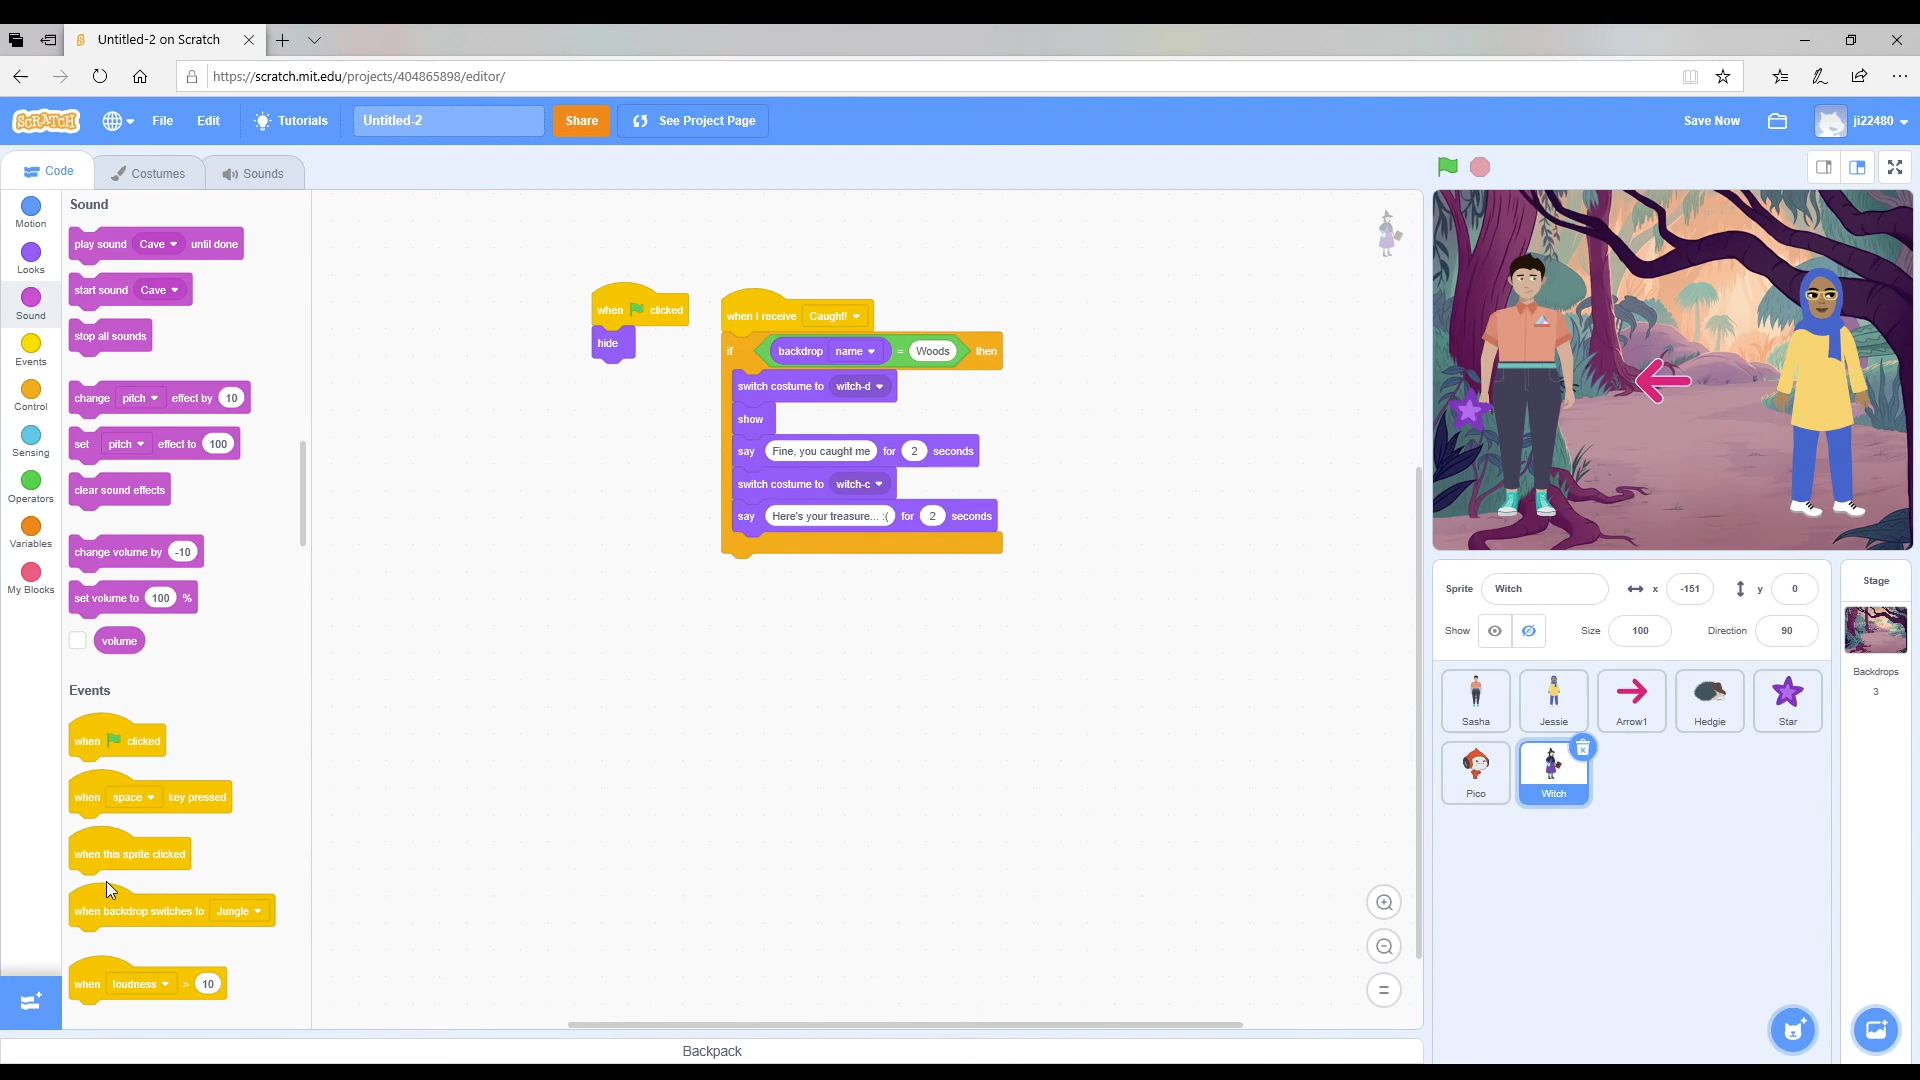 Untitled-2 on Scratch
https://scratch.mit.edu/projects/404865898/editor/
SCRATCH File Edit Tutorials Untitled-2 Share See Project Page Save Now ji22480
Code Costumes Sounds
Motion
Looks
Sound
Events
Control
Sensing
Operators
Variables
My Blocks
Sound
play sound Cave until done
start sound Cave
stop all sounds
change pitch effect by 10
set pitch effect to 100
clear sound effects
change volume by -10
set volume to 100 %
volume
Events
when clicked
when space key pressed
when this sprite clicked
when backdrop switches to Jungle
when loudness > 10
when clicked
hide
when I receive Caught!
if backdrop name = Woods then
switch costume to witch-d
show
say Fine, you caught me for 2 seconds
switch costume to witch-c
say Here's your treasure... :( for 2 seconds
Sprite Witch x -151 y 0
Show Size 100 Direction 90
Sasha Jessie Arrow1 Hedgie Star
Pico Witch
Stage
Backdrops
3
Backpack